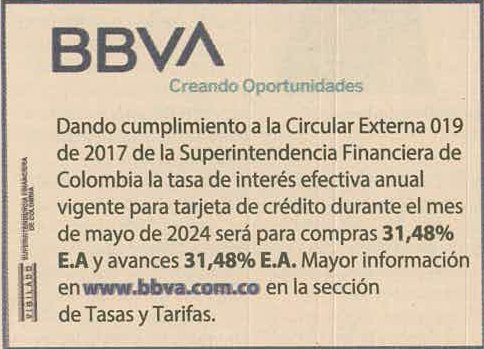 BBVA
Creando Oportunidades
Dando cumplimiento a la Circular Externa 019
de 2017 de la Superintendencia Financiera de
Colombia la tasa de interés efectiva anual
vigente para tarjeta de crédito durante el mes
de mayo de 2024 será para compras 31,48%
E.A y avances 31,48% E.A. Mayor información
en www.bbva.com.co en la sección
de Tasas y Tarifas.
VIGILADO
SUPERINTENDENCIA FINANCIERA
DE COLOMBIA